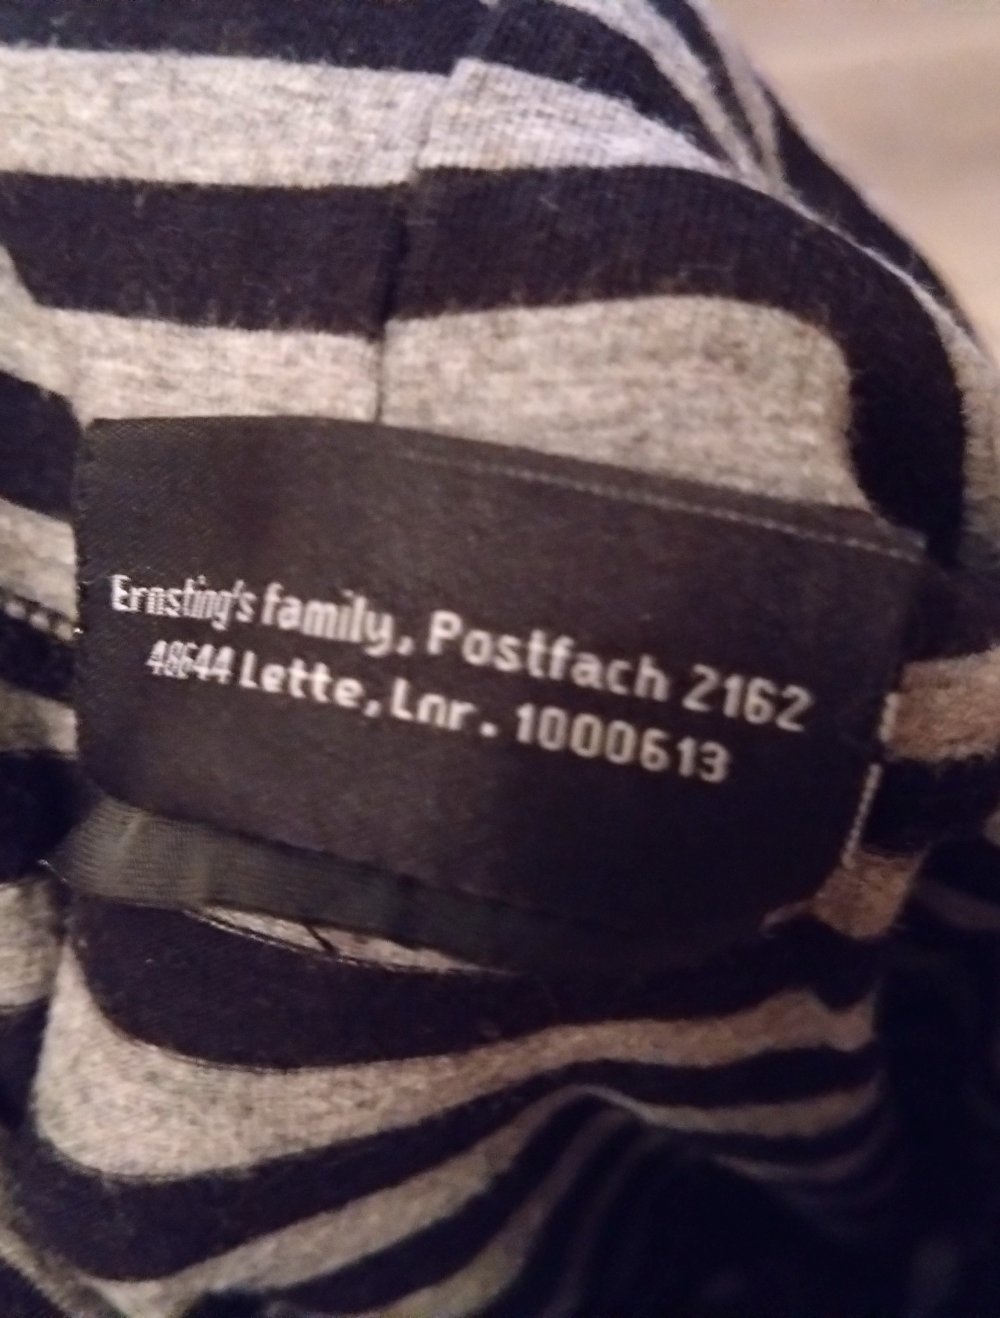 Ernsting's family, Postfach 2162
48644 Lette, Lnr. 1000613